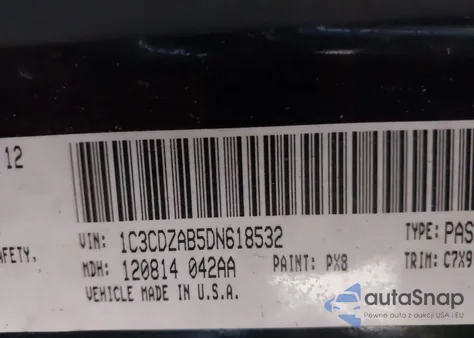 12
AFETY,
VIN: 1C3CDZAB5DN618532
TYPE: PAS
MDH: 120814 042AA
PAINT: PX8
TRIM: C7X9
VEHICLE MADE IN U.S.A.
autoSnap
Pewne auta z aukcji USA i EU